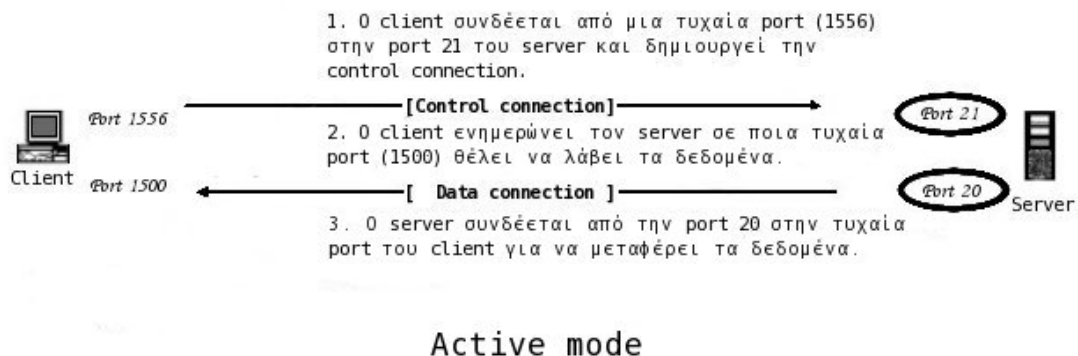 1. Ο client συνδέεται από μια τυχαία port (1556)
στην port 21 του server και δημιουργεί την
control connection.
[Control connection]
Port 1556
Port 21
2. Ο client ενημερώνει τον server σε ποια τυχαία
port (1500) θέλει να λάβει τα δεδομένα.
Client
Port 1500
[ Data connection ]
Port 20
Server
3. Ο server συνδέεται από την port 20 στην τυχαία
port του client για να μεταφέρει τα δεδομένα.
Active mode